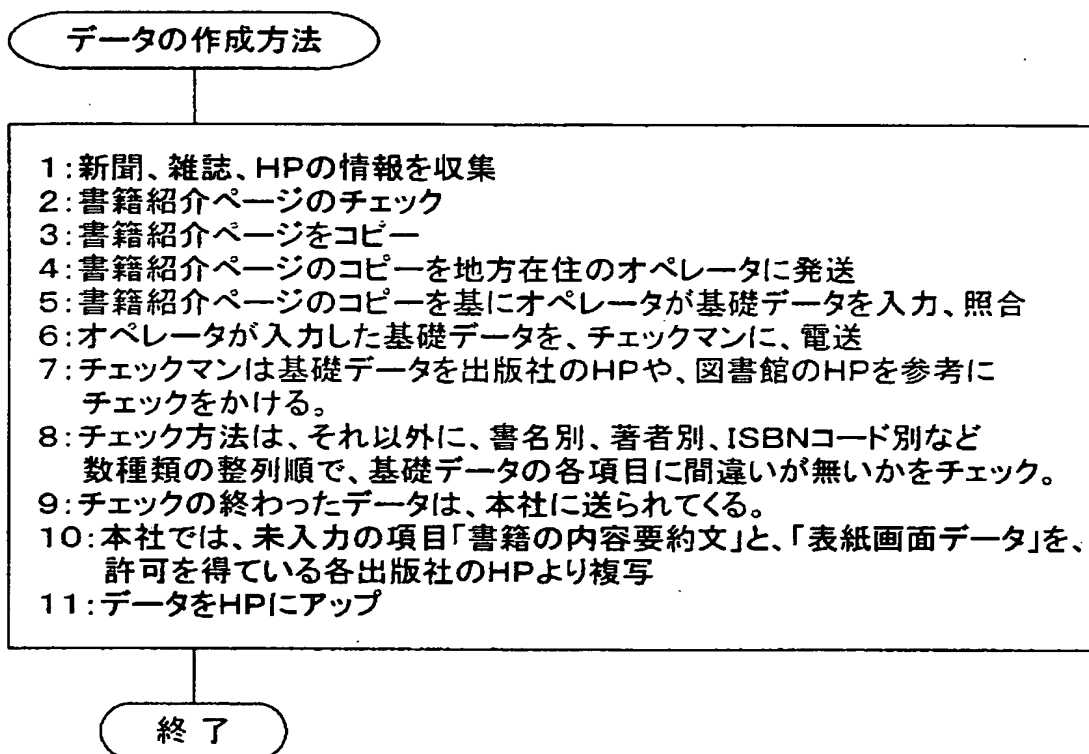 データの作成方法
1:新聞、雑誌、HPの情報を収集
2:書籍紹介ページのチェック
3:書籍紹介ページをコピー
4:書籍紹介ページのコピーを地方在住のオペレータに発送
5:書籍紹介ページのコピーを基にオペレータが基礎データを入力、照合
6:オペレータが入力した基礎データを、チェックマンに、電送
7:チェックマンは基礎データを出版社のHPや、図書館のHPを参考に
チェックをかける。
8:チェック方法は、それ以外に、書名別、著者別、ISBNコード別など
数種類の整列順で、基礎データの各項目に間違いが無いかをチェック。
9:チェックの終わったデータは、本社に送られてくる。
10:本社では、未入力の項目「書籍の内容要約文」と、「表紙画面データ」を、
許可を得ている各出版社のHPより複写
11:データをHPにアップ
終了